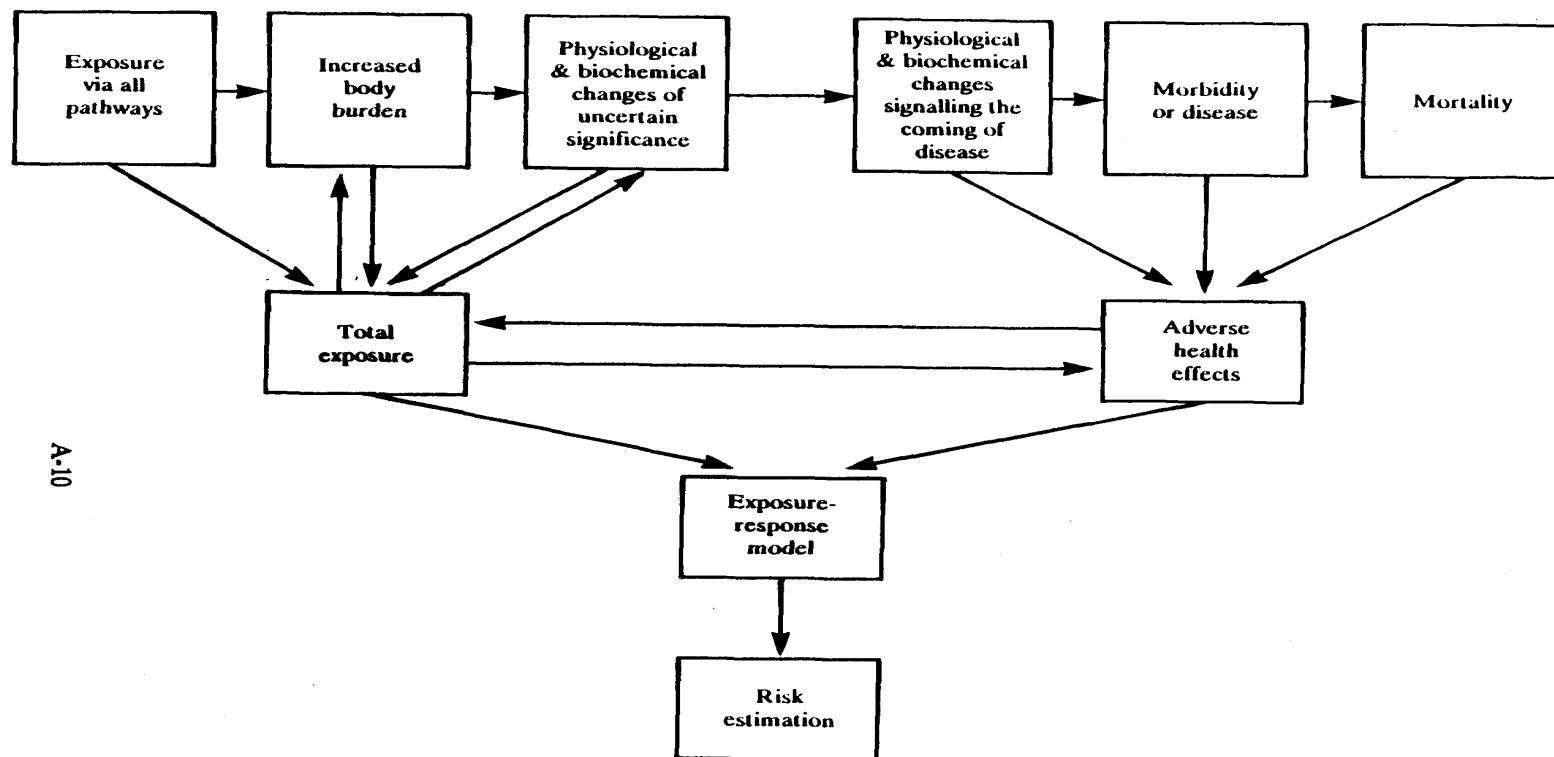 Exposure
via all
pathways
Increased
body
burden
Physiological
& biochemical
changes of
uncertain
significance
Physiological
& biochemical
changes
signalling the
coming of
disease
Morbidity
or disease
Mortality
Total
exposure
Adverse
health
effects
A-10
Exposure-
response
model
Risk
estimation